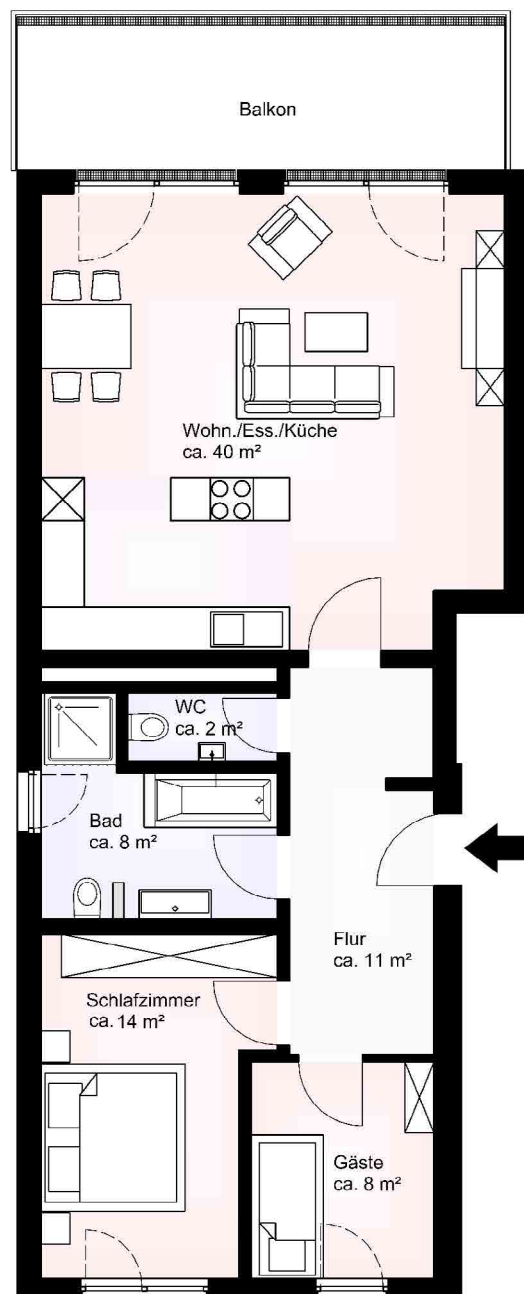 Balkon
Wohn./Ess./Küche
ca. 40 m²
WC
ca. 2 m²
Bad
ca. 8 m²
Flur
ca. 11 m²
Schlafzimmer
ca. 14 m²
Gäste
ca. 8 m²